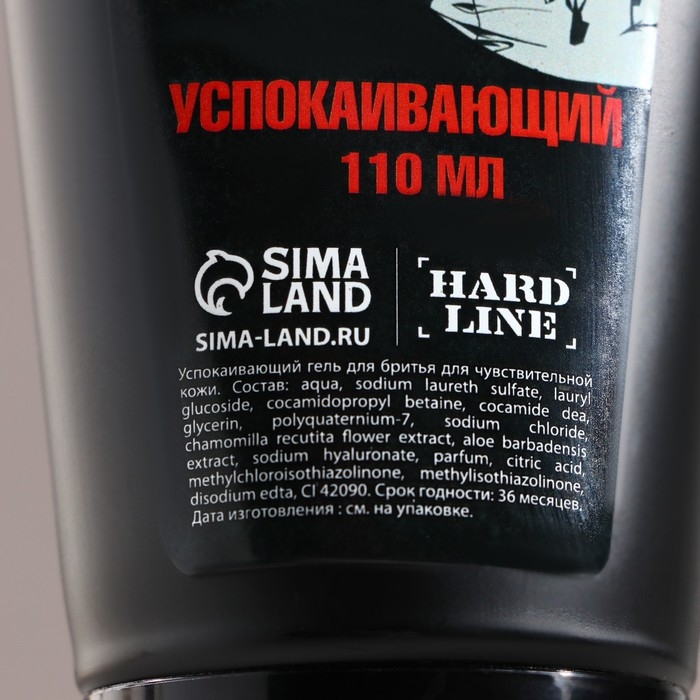 УСПОКАИВАЮЩИЙ
110 МЛ
SIMA
LAND
SIMA-LAND.RU
HARD
LINE
Успокаивающий гель для бритья для чувствительной
кожи. Состав: aqua, sodium laureth sulfate, lauryl
glucoside, cocamidopropyl betaine, cocamide dea,
glycerin, polyquaternium-7, sodium chloride,
chamomilla recutita flower extract, aloe barbadensis
extract, sodium hyaluronate, parfum, citric acid,
methylchloroisothiazolinone, methylisothiazolinone,
disodium edta, CI 42090. Срок годности: 36 месяцев.
Дата изготовления : см. на упаковке.